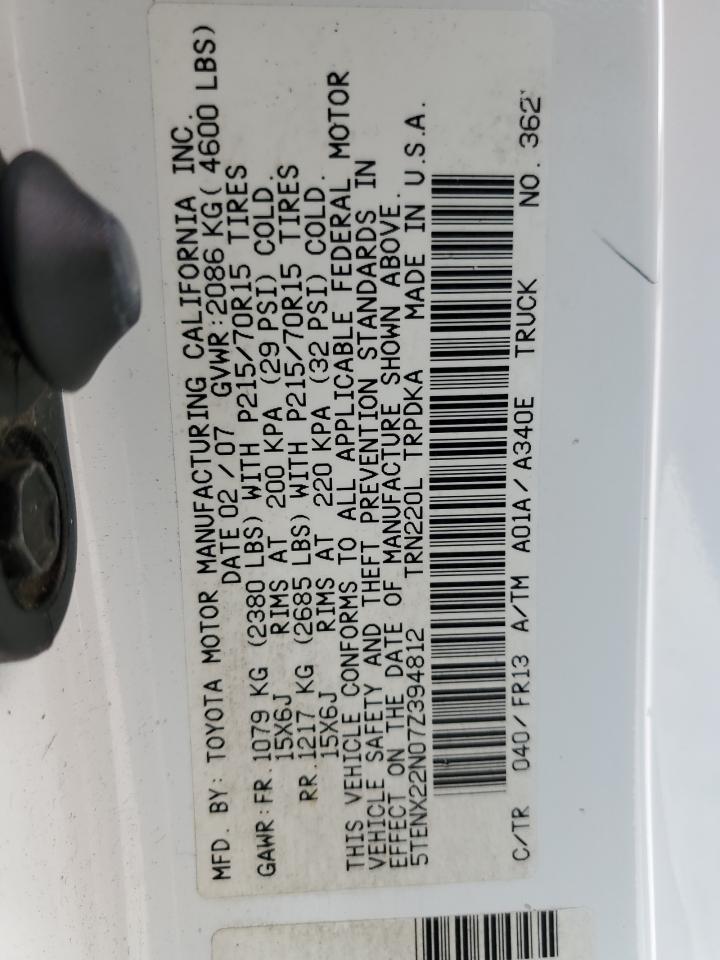 MFD. BY: TOYOTA MOTOR MANUFACTURING CALIFORNIA INC.
DATE 02 / 07 GVWR: 2086 KG ( 4600 LBS)
GAWR: FR. 1079 KG (2380 LBS) WITH P215/70R15 TIRES
15X6J RIMS AT 200 KPA (29 PSI) COLD.
RR. 1217 KG (2685 LBS) WITH P215/70R15 TIRES
15X6J RIMS AT 220 KPA (32 PSI) COLD.
THIS VEHICLE CONFORMS TO ALL APPLICABLE FEDERAL MOTOR
VEHICLE SAFETY AND THEFT PREVENTION STANDARDS IN
EFFECT ON THE DATE OF MANUFACTURE SHOWN ABOVE.
5TENX22N07Z394812 TRN220L TRPDKA MADE IN U.S.A.
C/TR 040/FR13 A/TM A01A/A340E TRUCK NO. 362